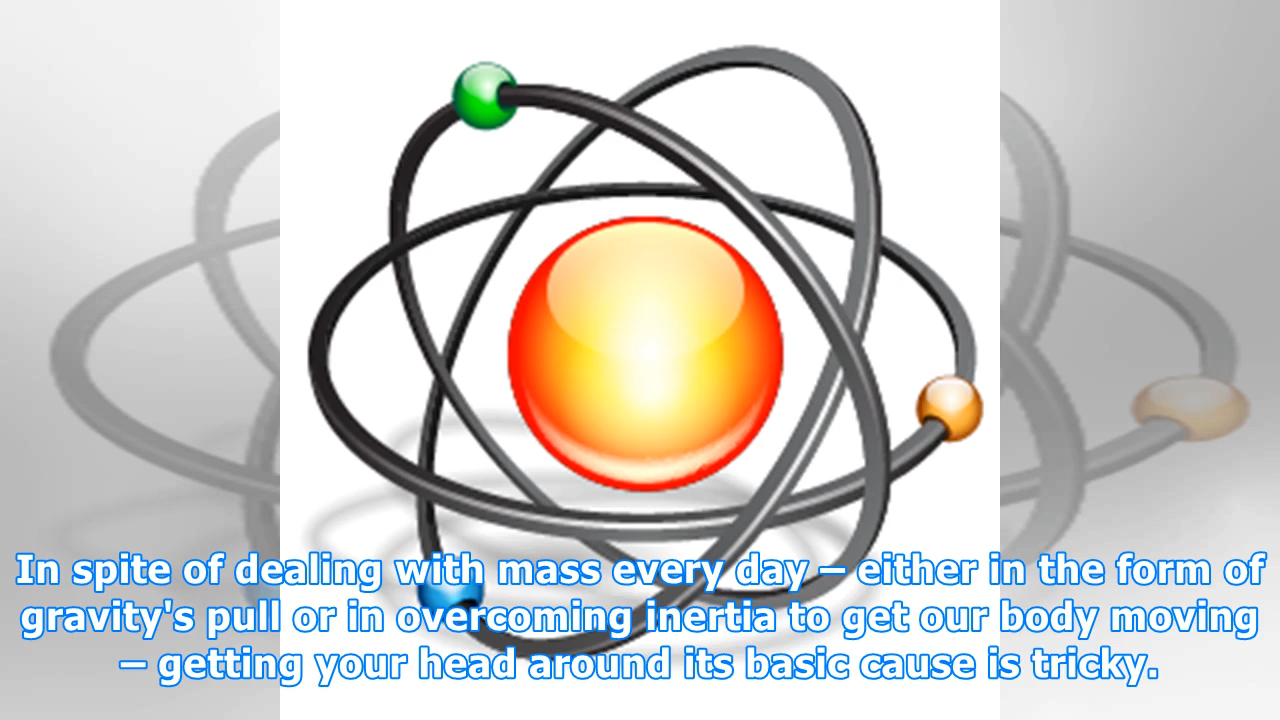 In spite of dealing with mass every day – either in the form of
gravity's pull or in overcoming inertia to get our body moving
– getting your head around its basic cause is tricky.